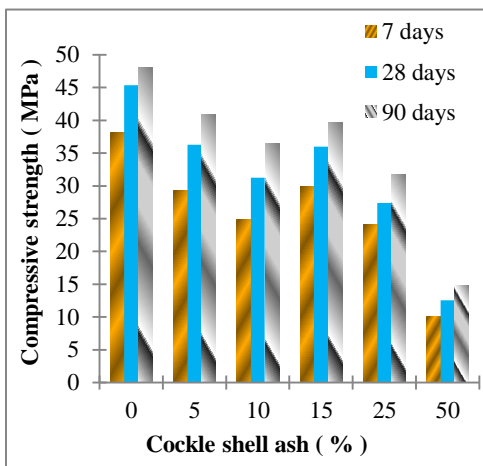 7 days
28 days
90 days
Compressive strength ( MPa)
50
45
40
35
30
25
20
15
10
5
0
0 5 10 15 25 50
Cockle shell ash ( % )